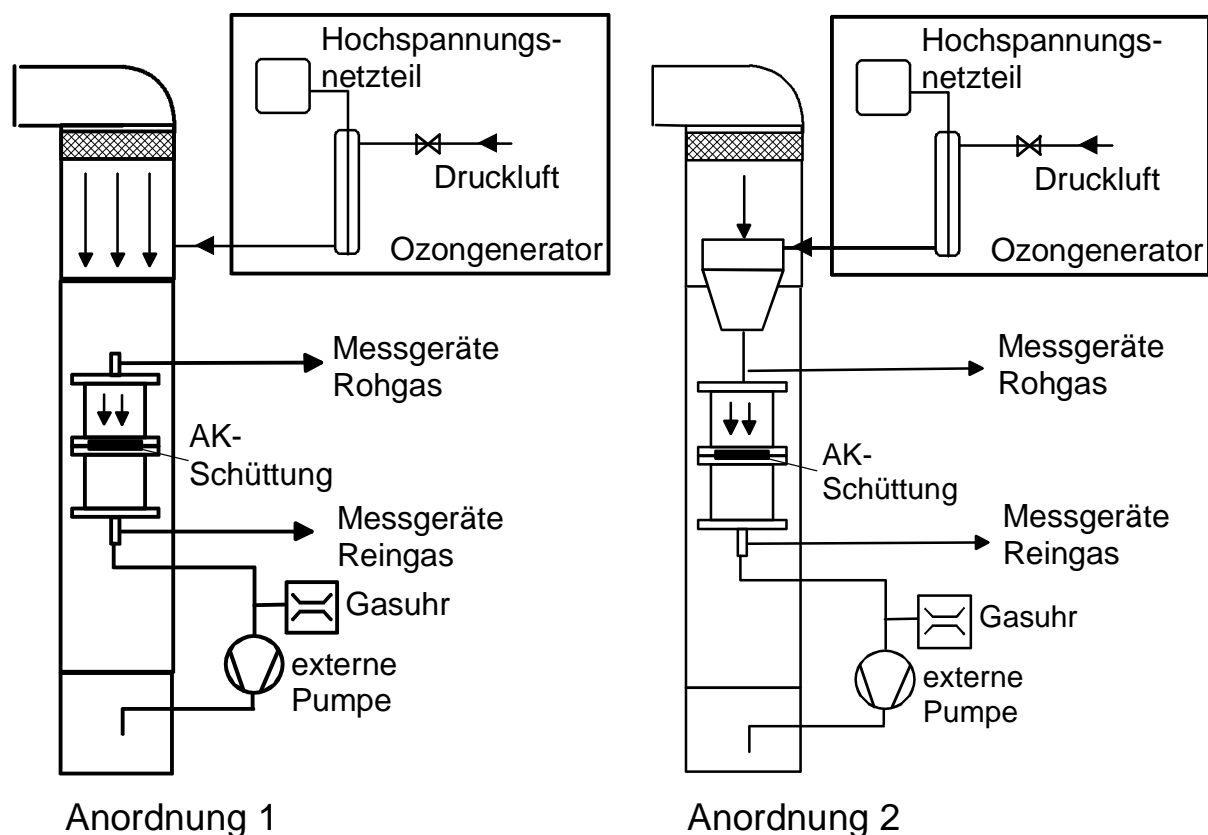 Hochspannungs-
netzteil
Druckluft
Ozongenerator
Messgeräte
Rohgas
AK-
Schüttung
Messgeräte
Reingas
Gasuhr
externe
Pumpe
Anordnung 1
Hochspannungs-
netzteil
Druckluft
Ozongenerator
Messgeräte
Rohgas
AK-
Schüttung
Messgeräte
Reingas
Gasuhr
externe
Pumpe
Anordnung 2